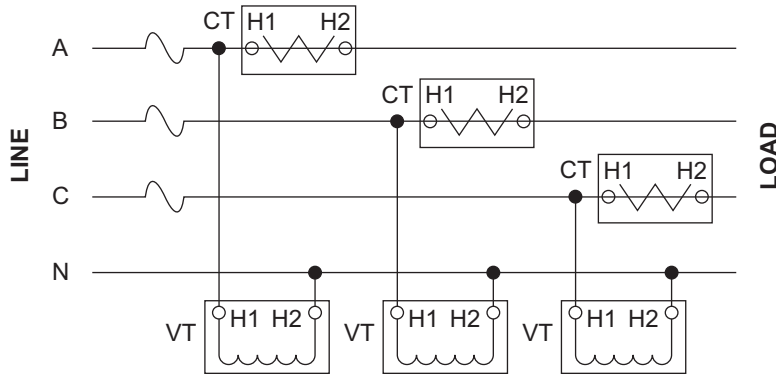 CT H1 H2
A
CT H1 H2
B
LINE
LOAD
CT H1 H2
C
N
VT H1 H2 VT H1 H2 VT H1 H2